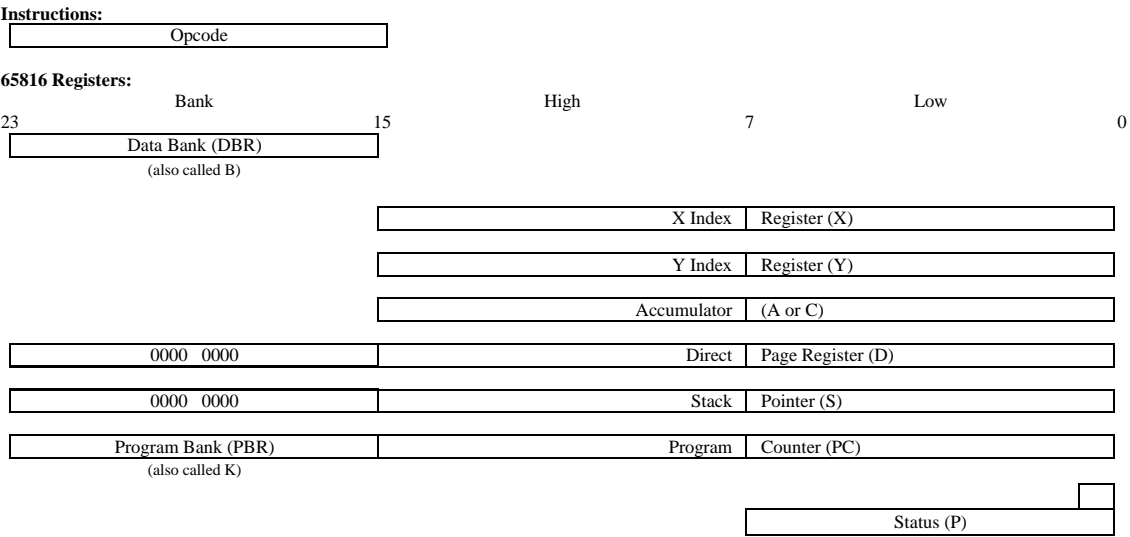 Instructions:
Opcode
65816 Registers:
Bank High Low
23 15 7 0
Data Bank (DBR)
(also called B)
X Index Register (X)
Y Index Register (Y)
Accumulator (A or C)
0000 0000 Direct Page Register (D)
0000 0000 Stack Pointer (S)
Program Bank (PBR) Program Counter (PC)
(also called K)
Status (P)